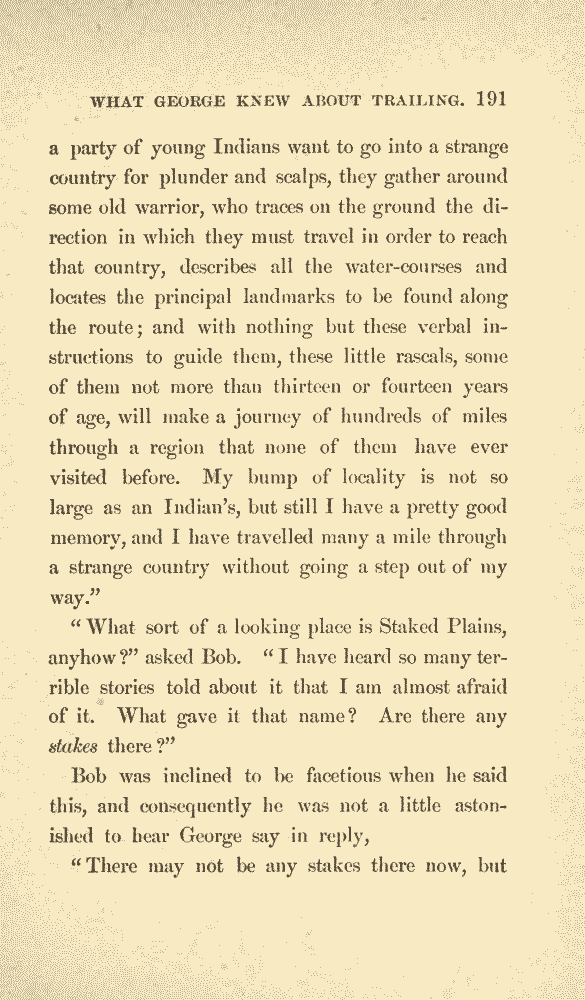 WHAT GEORGE KNEW ABOUT TRAILING. 191
a party of young Indians want to go into a strange
country for plunder and scalps, they gather around
some old warrior, who traces on the ground the di-
rection in which they must travel in order to reach
that country, describes all the water-courses and
locates the principal landmarks to be found along
the route; and with nothing but these verbal in-
structions to guide them, these little rascals, some
of them not more than thirteen or fourteen years
of age, will make a journey of hundreds of miles
through a region that none of them have ever
visited before. My bump of locality is not so
large as an Indian's, but still I have a pretty good
memory, and I have travelled many a mile through
a strange country without going a step out of my
way.”
“What sort of a looking place is Staked Plains,
anyhow?” asked Bob. “I have heard so many ter-
rible stories told about it that I am almost afraid
of it. What gave it that name? Are there any
stakes there?”
Bob was inclined to be facetious when he said
this, and consequently he was not a little aston-
ished to hear George say in reply,
“There may not be any stakes there now, but